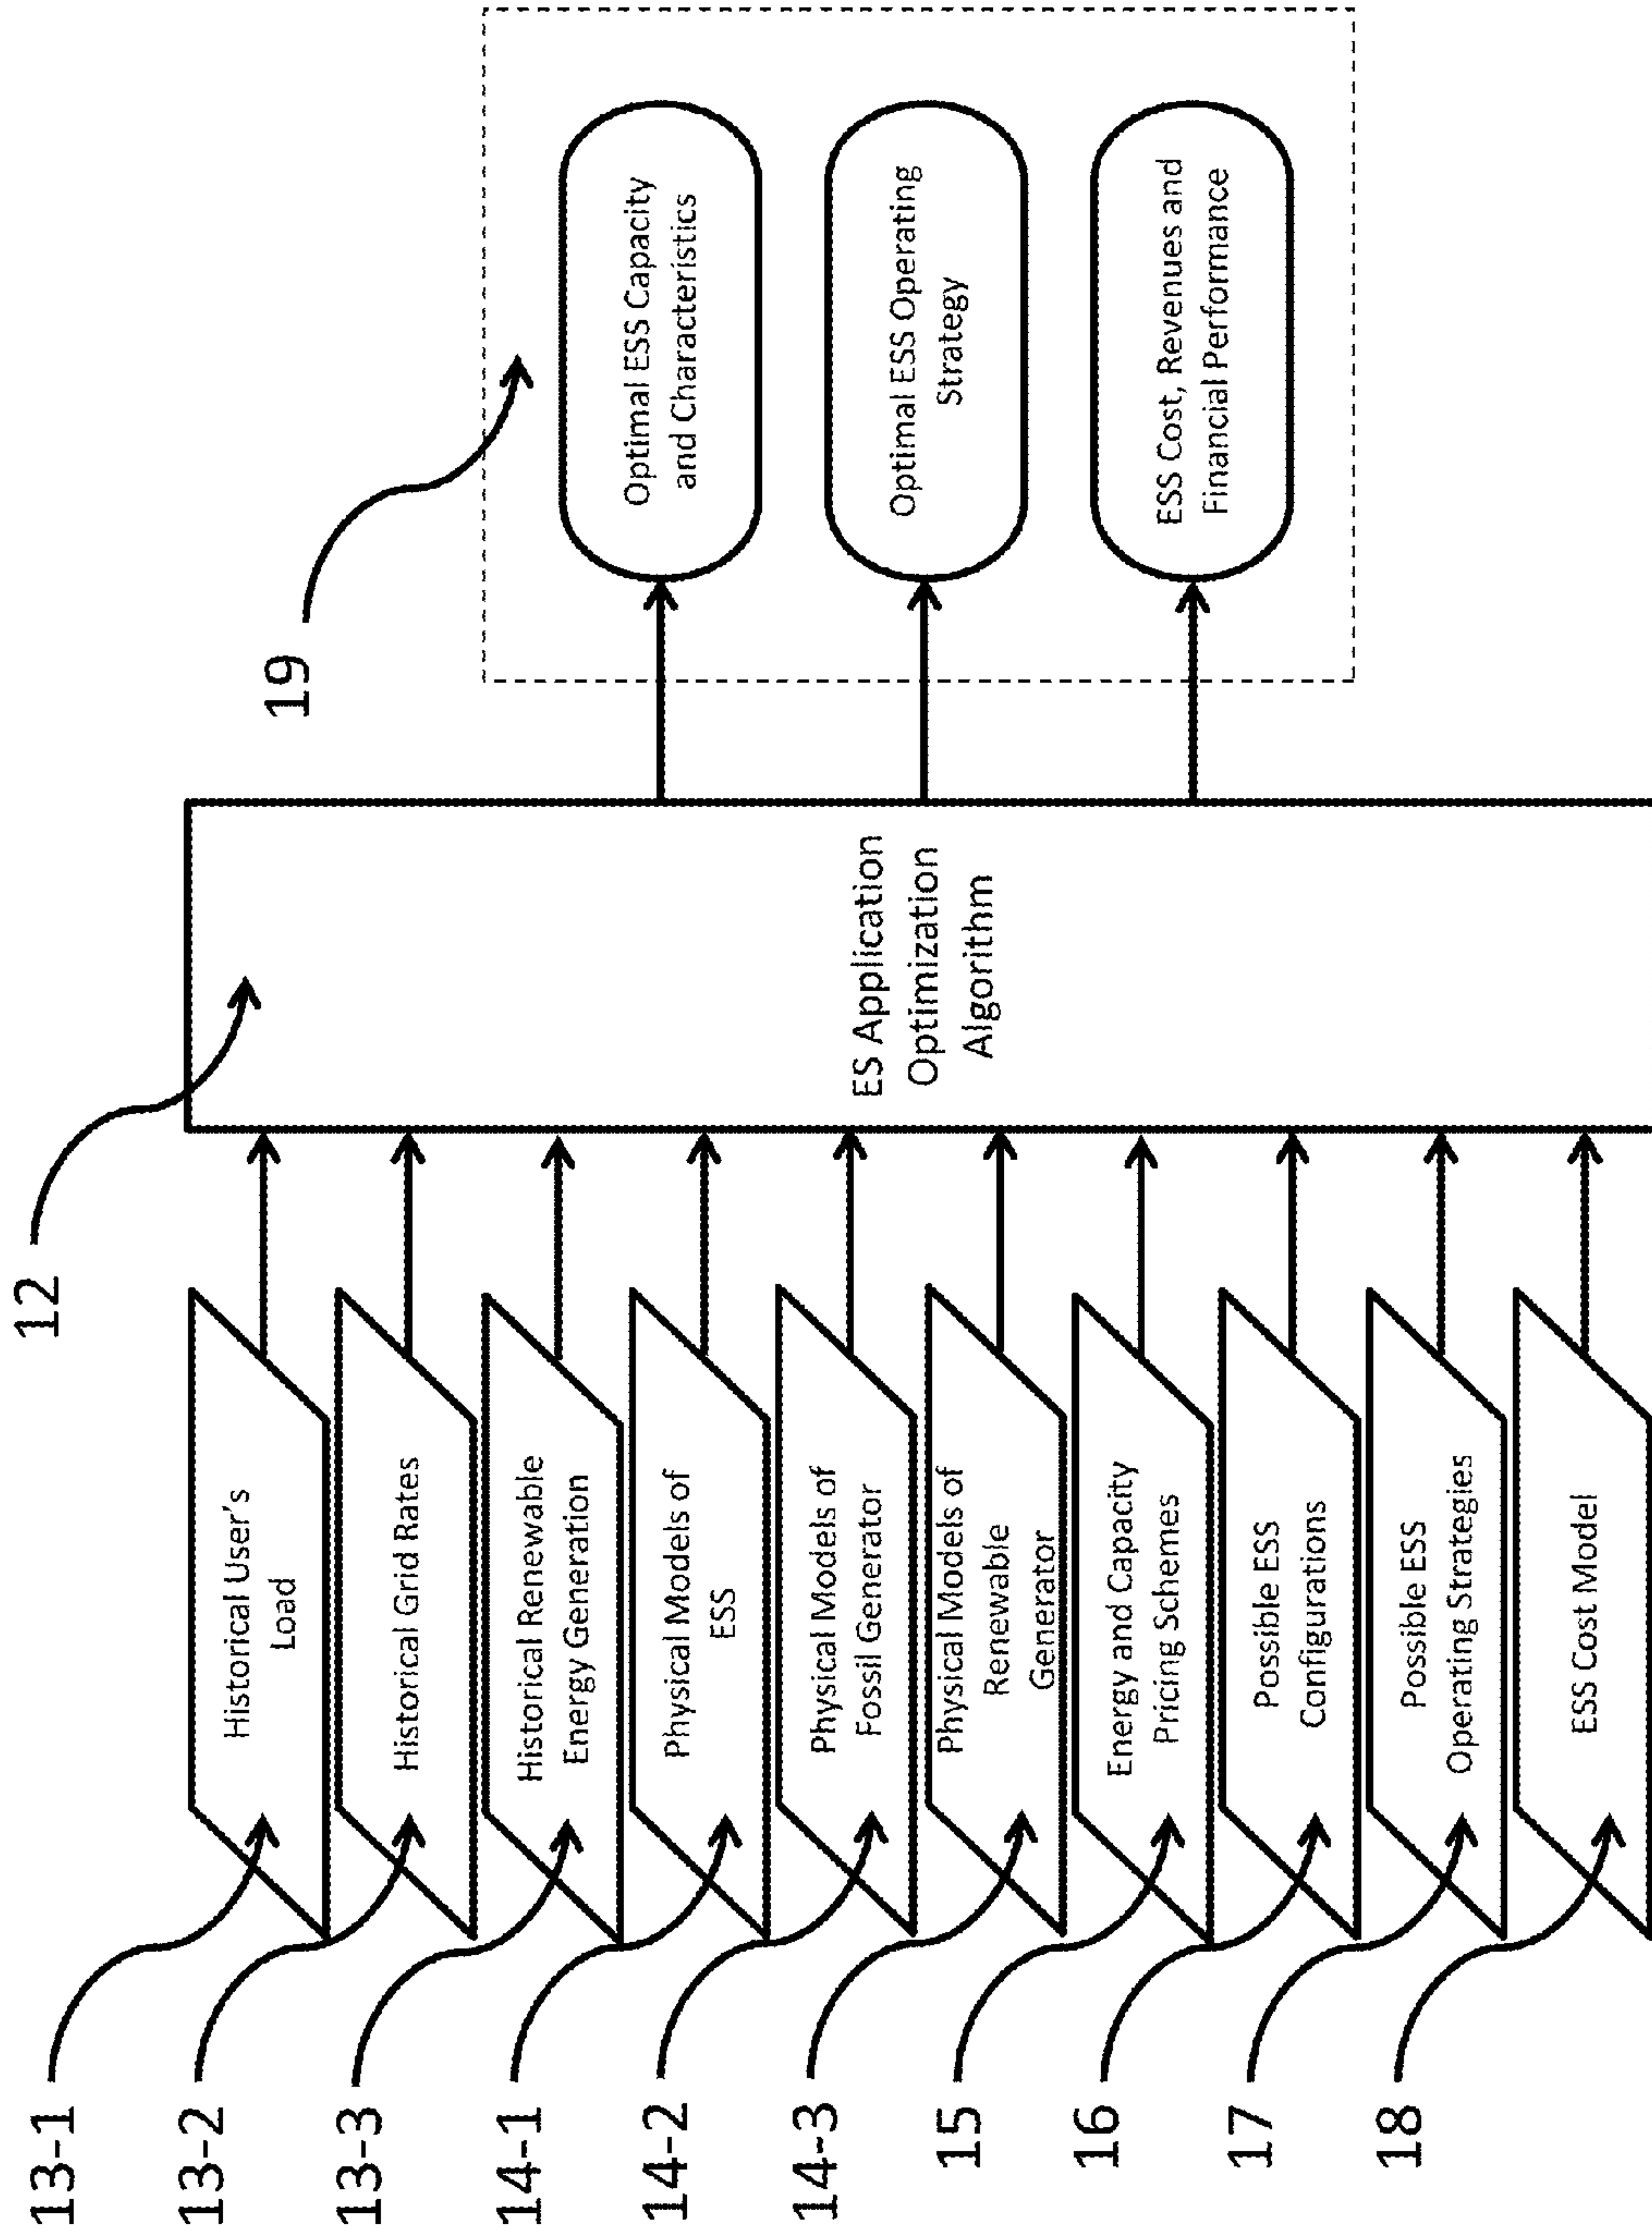 13-1
Historical User's
Load
13-2
Historical Grid Rates
13-3
Historical Renewable
Energy Generation
14-1
Physical Models of
ESS
14-2
Physical Models of
Fossil Generator
14-3
Physical Models of
Renewable
Generator
15
Energy and Capacity
Pricing Schemes
16
Possible ESS
Configurations
17
Possible ESS
Operating Strategies
18
ESS Cost Model
12
ES Application
Optimization
Algorithm
19
Optimal ESS Capacity
and Characteristics
Optimal ESS Operating
Strategy
ESS Cost, Revenues and
Financial Performance